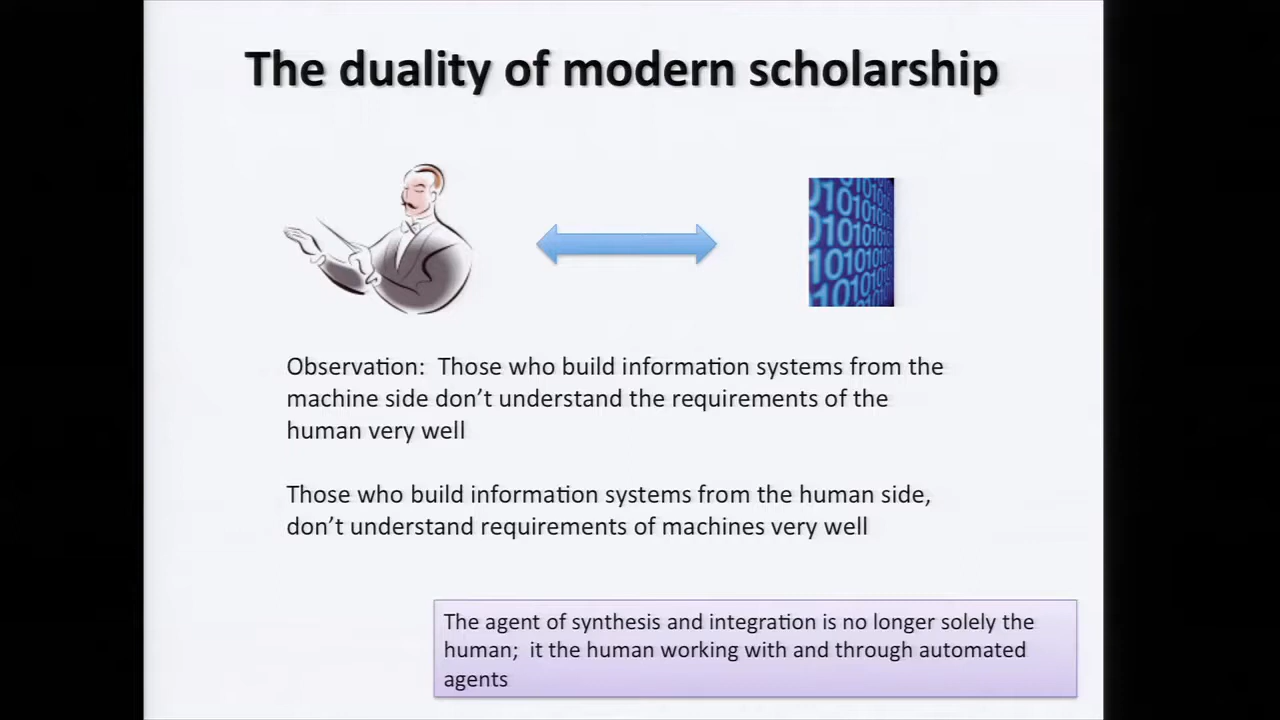 The duality of modern scholarship
Observation:  Those who build information systems from the
machine side don’t understand the requirements of the
human very well
Those who build information systems from the human side,
don’t understand requirements of machines very well
The agent of synthesis and integration is no longer solely the
human;  it the human working with and through automated
agents